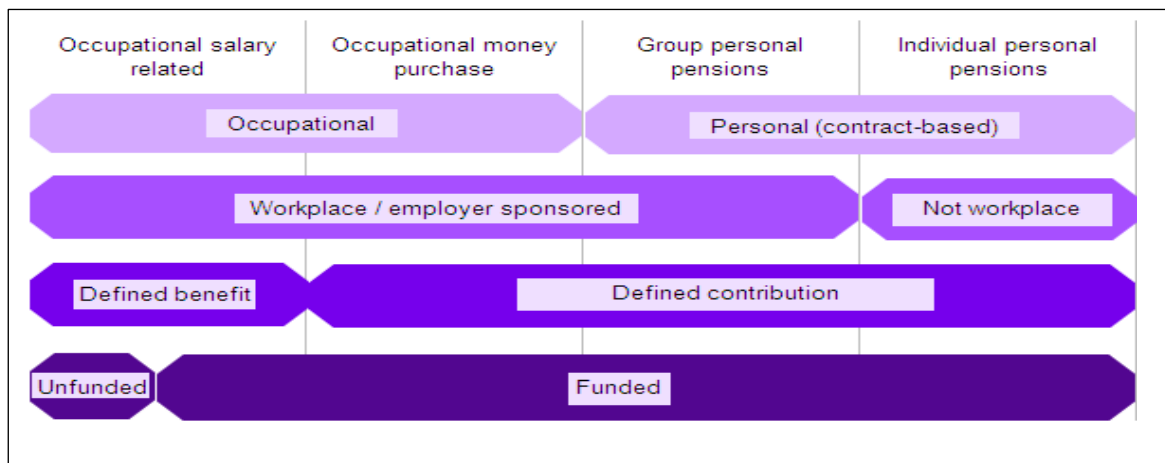 Occupational salary
related
Occupational money
purchase
Group personal
pensions
Individual personal
pensions
Occupational
Personal (contract-based)
Workplace / employer sponsored
Not workplace
Defined benefit
Defined contribution
Unfunded
Funded